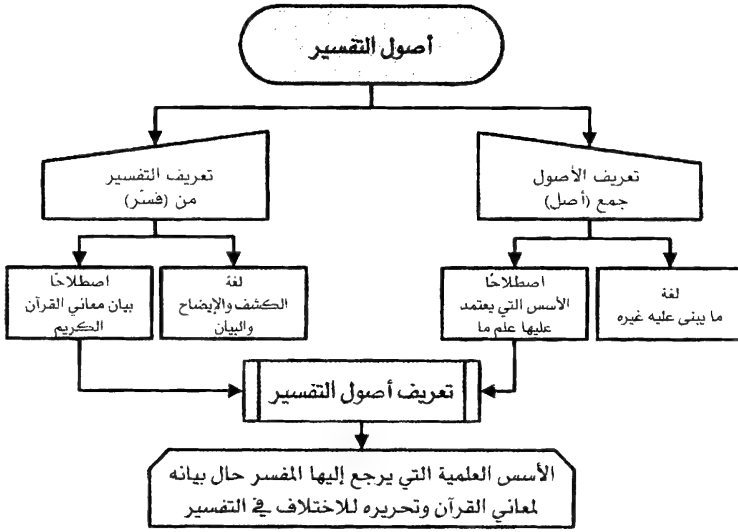 أصول التفسير
تعريف الأصول
جمع (أصل)
تعريف التفسير
من (فسّر)
لغة
ما يبنى عليه غيره
اصطلاحًا
الأسس التي يعتمد
عليها علم ما
لغة
الكشف والإيضاح
والبيان
اصطلاحًا
بيان معاني القرآن
الكريم
تعريف أصول التفسير
الأسس العلمية التي يرجع إليها المفسر حال بيانه
لمعاني القرآن وتحريره للاختلاف في التفسير